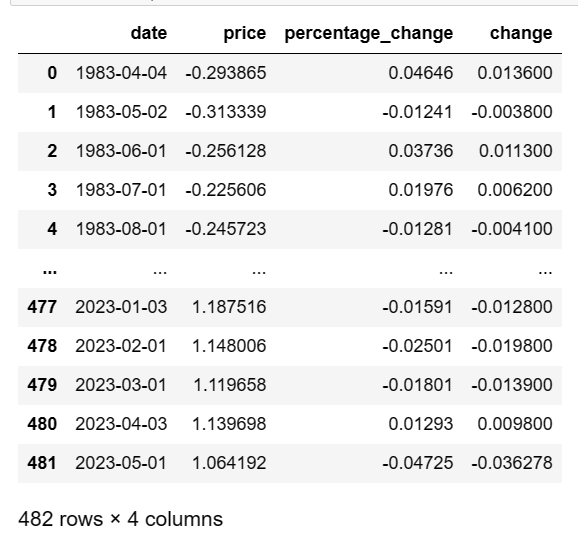 date price percentage_change change
0 1983-04-04 -0.293865 0.04646 0.013600
1 1983-05-02 -0.313339 -0.01241 -0.003800
2 1983-06-01 -0.256128 0.03736 0.011300
3 1983-07-01 -0.225606 0.01976 0.006200
4 1983-08-01 -0.245723 -0.01281 -0.004100
... ... ... ... ...
477 2023-01-03 1.187516 -0.01591 -0.012800
478 2023-02-01 1.148006 -0.02501 -0.019800
479 2023-03-01 1.119658 -0.01801 -0.013900
480 2023-04-03 1.139698 0.01293 0.009800
481 2023-05-01 1.064192 -0.04725 -0.036278
482 rows × 4 columns